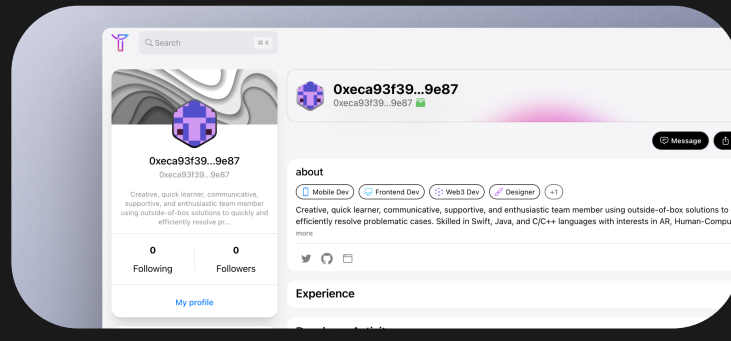 Search
⌘ K
0xeca93f39...9e87
0xeca93f39...9e87
Creative, quick learner, communicative,
supportive, and enthusiastic team member
using outside-of-box solutions to quickly and
efficiently resolve pr...
0
0
Following
Followers
My profile
0xeca93f39...9e87
0xeca93f39...9e87
Message
about
Mobile Dev
Frontend Dev
Web3 Dev
Designer
+1
Creative, quick learner, communicative, supportive, and enthusiastic team member using outside-of-box solutions to
efficiently resolve problematic cases. Skilled in Swift, Java, and C/C++ languages with interests in AR, Human-Compu
more
Experience